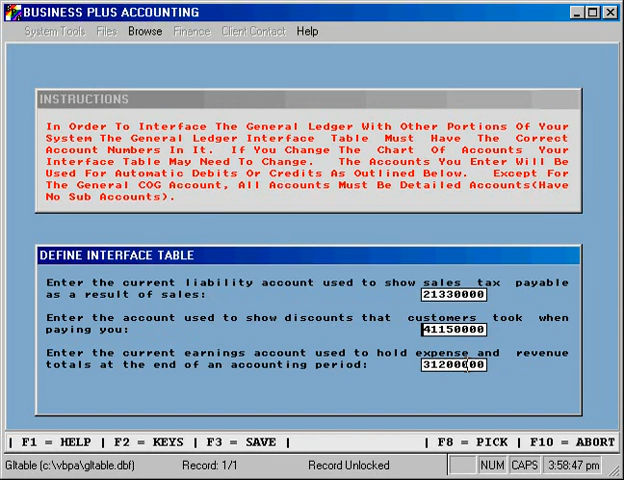 BUSINESS PLUS ACCOUNTING
System Tools Files Browse Finance Client Contact Help
INSTRUCTIONS
In Order To Interface The General Ledger With Other Portions Of Your
System The General Ledger Interface Table Must Have The Correct
Account Numbers In It. If You Change The Chart Of Accounts Your
Interface Table May Need To Change. The Accounts You Enter Will Be
Used For Automatic Debits Or Credits As Outlined Below. Except For
The General COG Account, All Accounts Must Be Detailed Accounts(Have
No Sub Accounts).
DEFINE INTERFACE TABLE
Enter the current liability account used to show sales tax payable
as a result of sales: 21330000
Enter the account used to show discounts that customers took when
paying you: 41150000
Enter the current earnings account used to hold expense and revenue
totals at the end of an accounting period: 31200000
| F1 = HELP | F2 = KEYS | F3 = SAVE | | F8 = PICK | F10 = ABORT
Gltable (c:\vbpa\gltable.dbf) Record: 1/1 Record Unlocked NUM CAPS 3:58:47 pm